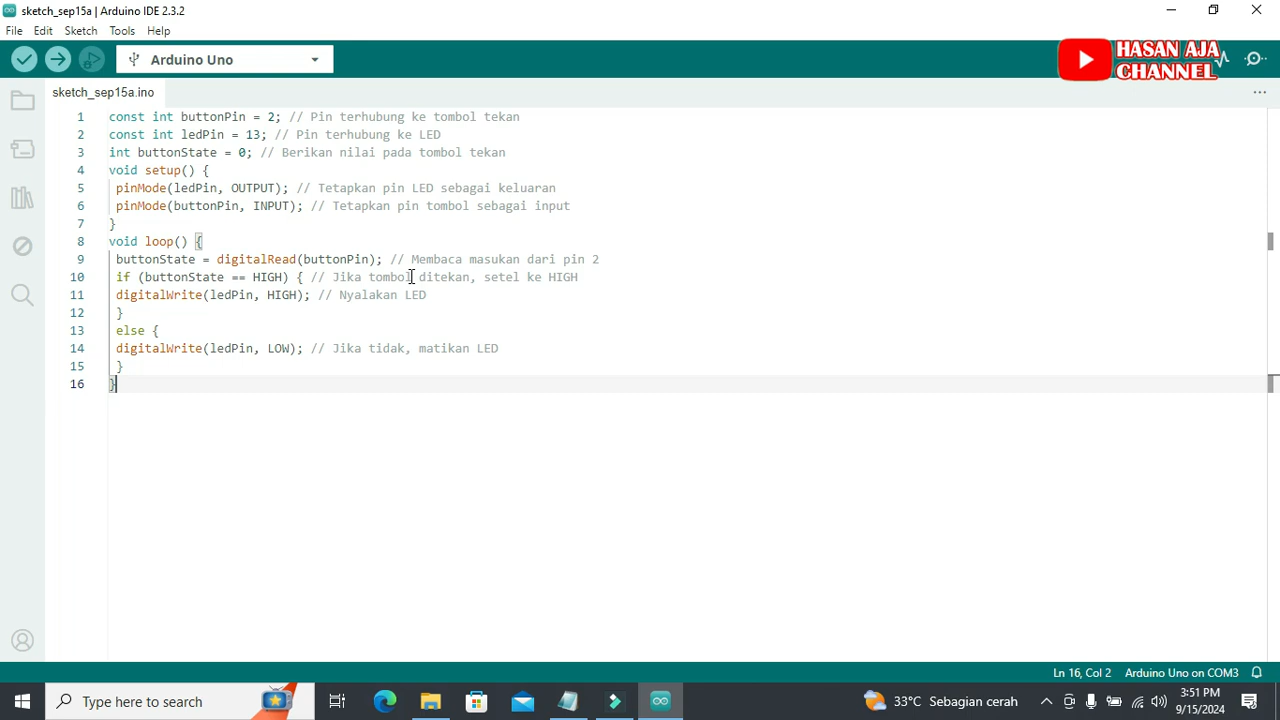 sketch_sep15a | Arduino IDE 2.3.2
File Edit Sketch Tools Help
Arduino Uno
HASAN AJA
CHANNEL
sketch_sep15a.ino
1 const int buttonPin = 2; // Pin terhubung ke tombol tekan
2 const int ledPin = 13; // Pin terhubung ke LED
3 int buttonState = 0; // Berikan nilai pada tombol tekan
4 void setup() {
5 pinMode(ledPin, OUTPUT); // Tetapkan pin LED sebagai keluaran
6 pinMode(buttonPin, INPUT); // Tetapkan pin tombol sebagai input
7 }
8 void loop() {
9 buttonState = digitalRead(buttonPin); // Membaca masukan dari pin 2
10 if (buttonState == HIGH) { // Jika tombol ditekan, setel ke HIGH
11 digitalWrite(ledPin, HIGH); // Nyalakan LED
12 }
13 else {
14 digitalWrite(ledPin, LOW); // Jika tidak, matikan LED
15 }
16 }
Ln 16, Col 2 Arduino Uno on COM3
Type here to search
33°C Sebagian cerah
3:51 PM
9/15/2024